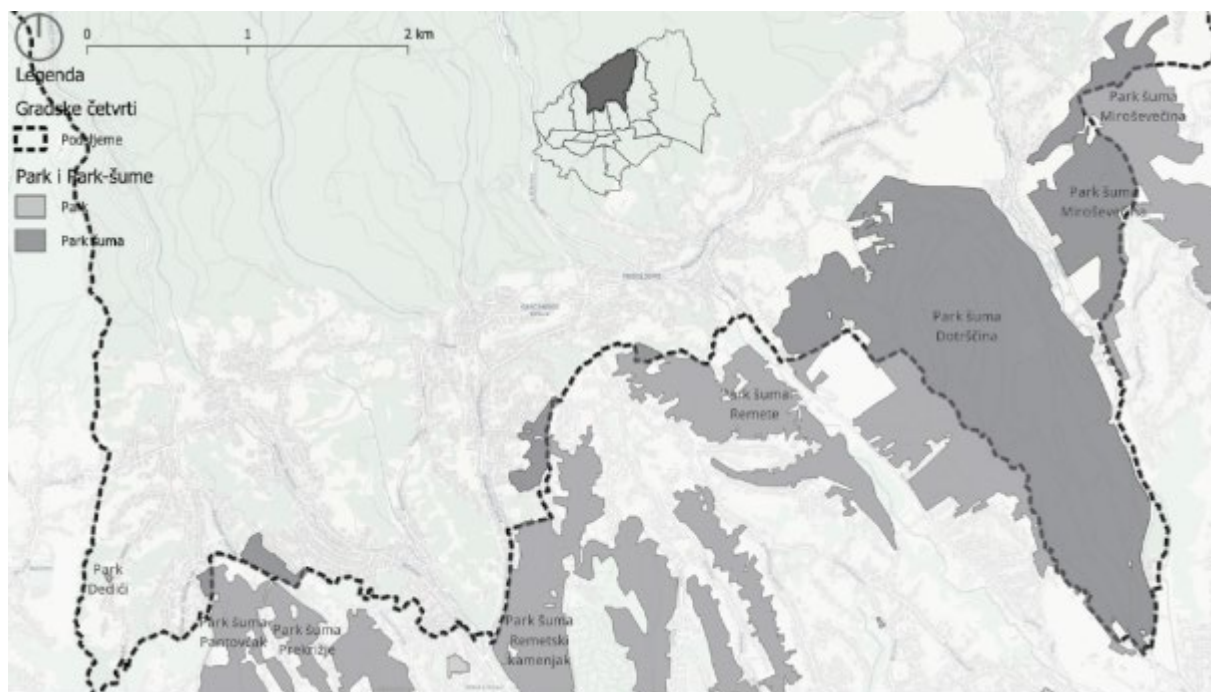 0 1 2 km
Legenda
Gradske četvrti
Podsljeme
Park i Park-šume
Park
Park šuma
Park šuma
Miroševečina
Park šuma
Miroševečina
Park šuma
Dotrščina
Park šuma
Remete
Park
Dedići
Park šuma
Pantovčak
Park šuma
Prekrižje
Park šuma
Remetski
kamenjak